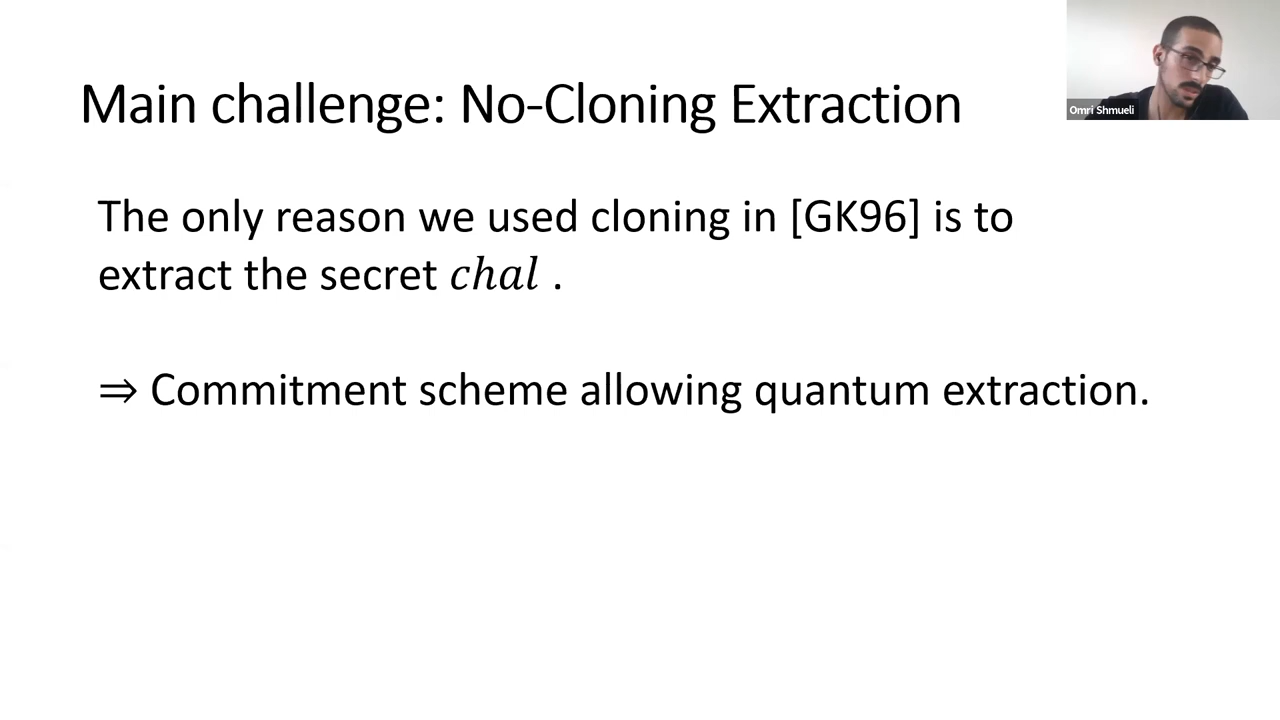 Main challenge: No-Cloning Extraction
Omri Shmueli
The only reason we used cloning in [GK96] is to
extract the secret chal .
⇒ Commitment scheme allowing quantum extraction.